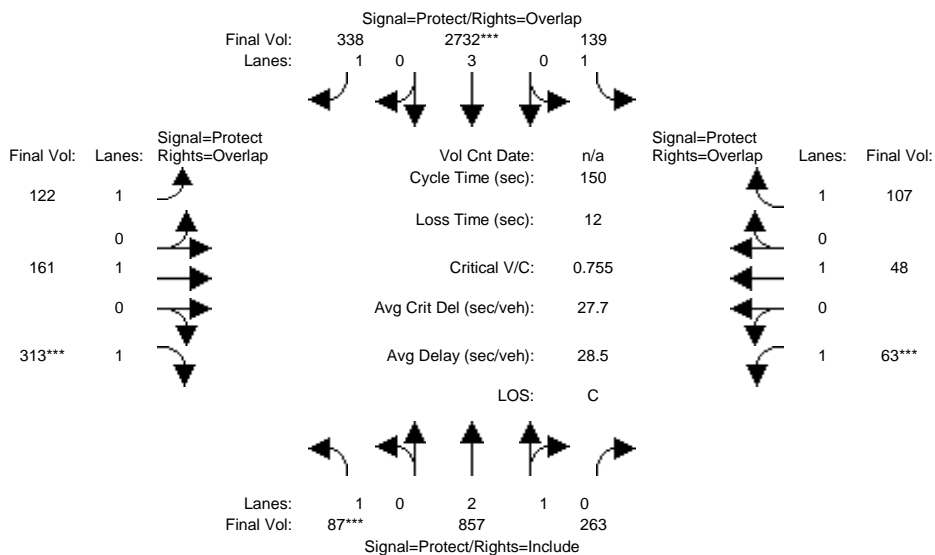 Signal=Protect/Rights=Overlap
Final Vol: 338 2732*** 139
Lanes: 1 0 3 0 1
Signal=Protect Signal=Protect
Final Vol: Lanes: Rights=Overlap Vol Cnt Date: n/a Rights=Overlap Lanes: Final Vol:
Cycle Time (sec): 150
122 1 1 107
Loss Time (sec): 12
0 0
161 1 Critical V/C: 0.755 1 48
0 Avg Crit Del (sec/veh): 27.7 0
313*** 1 Avg Delay (sec/veh): 28.5 1 63***
LOS: C
Lanes: 1 0 2 1 0
Final Vol: 87*** 857 263
Signal=Protect/Rights=Include